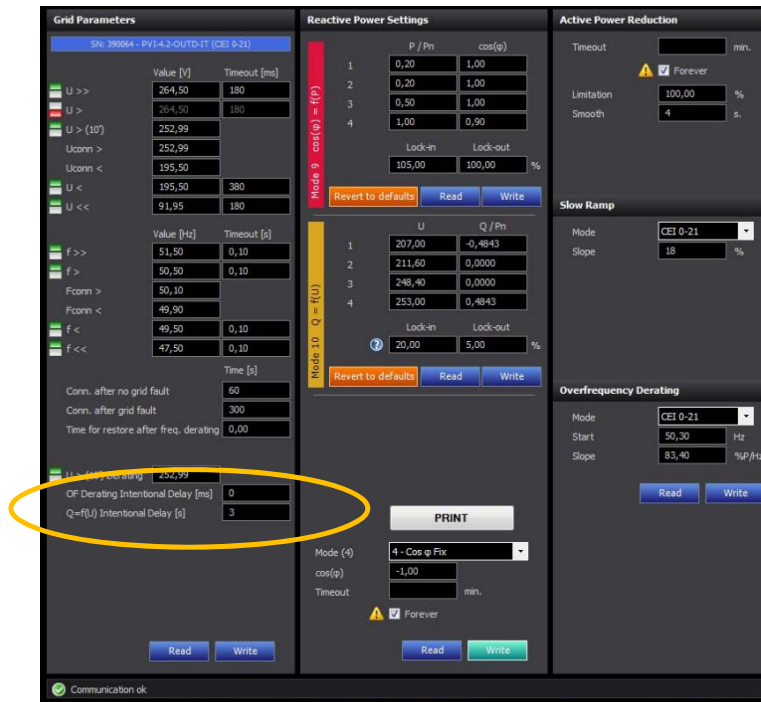 Grid Parameters
SN: 390064 - PVI-4.2-OUTD-IT (CEI 0-21)
Value [V] Timeout [ms]
U >> 264,50 180
U > 264,50 180
U > (10') 252,99
Uconn > 252,99
Uconn < 195,50
U < 195,50 380
U << 91,95 180
Value [Hz] Timeout [s]
f >> 51,50 0,10
f > 50,50 0,10
Fconn > 50,10
Fconn < 49,90
f < 49,50 0,10
f << 47,50 0,10
Time [s]
Conn. after no grid fault 60
Conn. after grid fault 300
Time for restore after freq. derating 0,00
U > (10') Derating 252,99
OF Derating Intentional Delay [ms] 0
Q=f(U) Intentional Delay [s] 3
Read Write
Reactive Power Settings
Mode 9 cos(φ) = f(P)
P / Pn cos(φ)
1 0,20 1,00
2 0,20 1,00
3 0,50 1,00
4 1,00 0,90
Lock-in Lock-out
105,00 100,00 %
Revert to defaults Read Write
Mode 10 Q = f(U)
U Q / Pn
1 207,00 -0,4843
2 211,60 0,0000
3 248,40 0,0000
4 253,00 0,4843
Lock-in Lock-out
20,00 5,00 %
Revert to defaults Read Write
PRINT
Mode (4) 4 - Cos φ Fix
cos(φ) -1,00
Timeout min.
Forever
Read Write
Active Power Reduction
Timeout min.
Forever
Limitation 100,00 %
Smooth 4 s.
Slow Ramp
Mode CEI 0-21
Slope 18 %
Overfrequency Derating
Mode CEI 0-21
Start 50,30 Hz
Slope 83,40 %P/Hz
Read Write
Communication ok